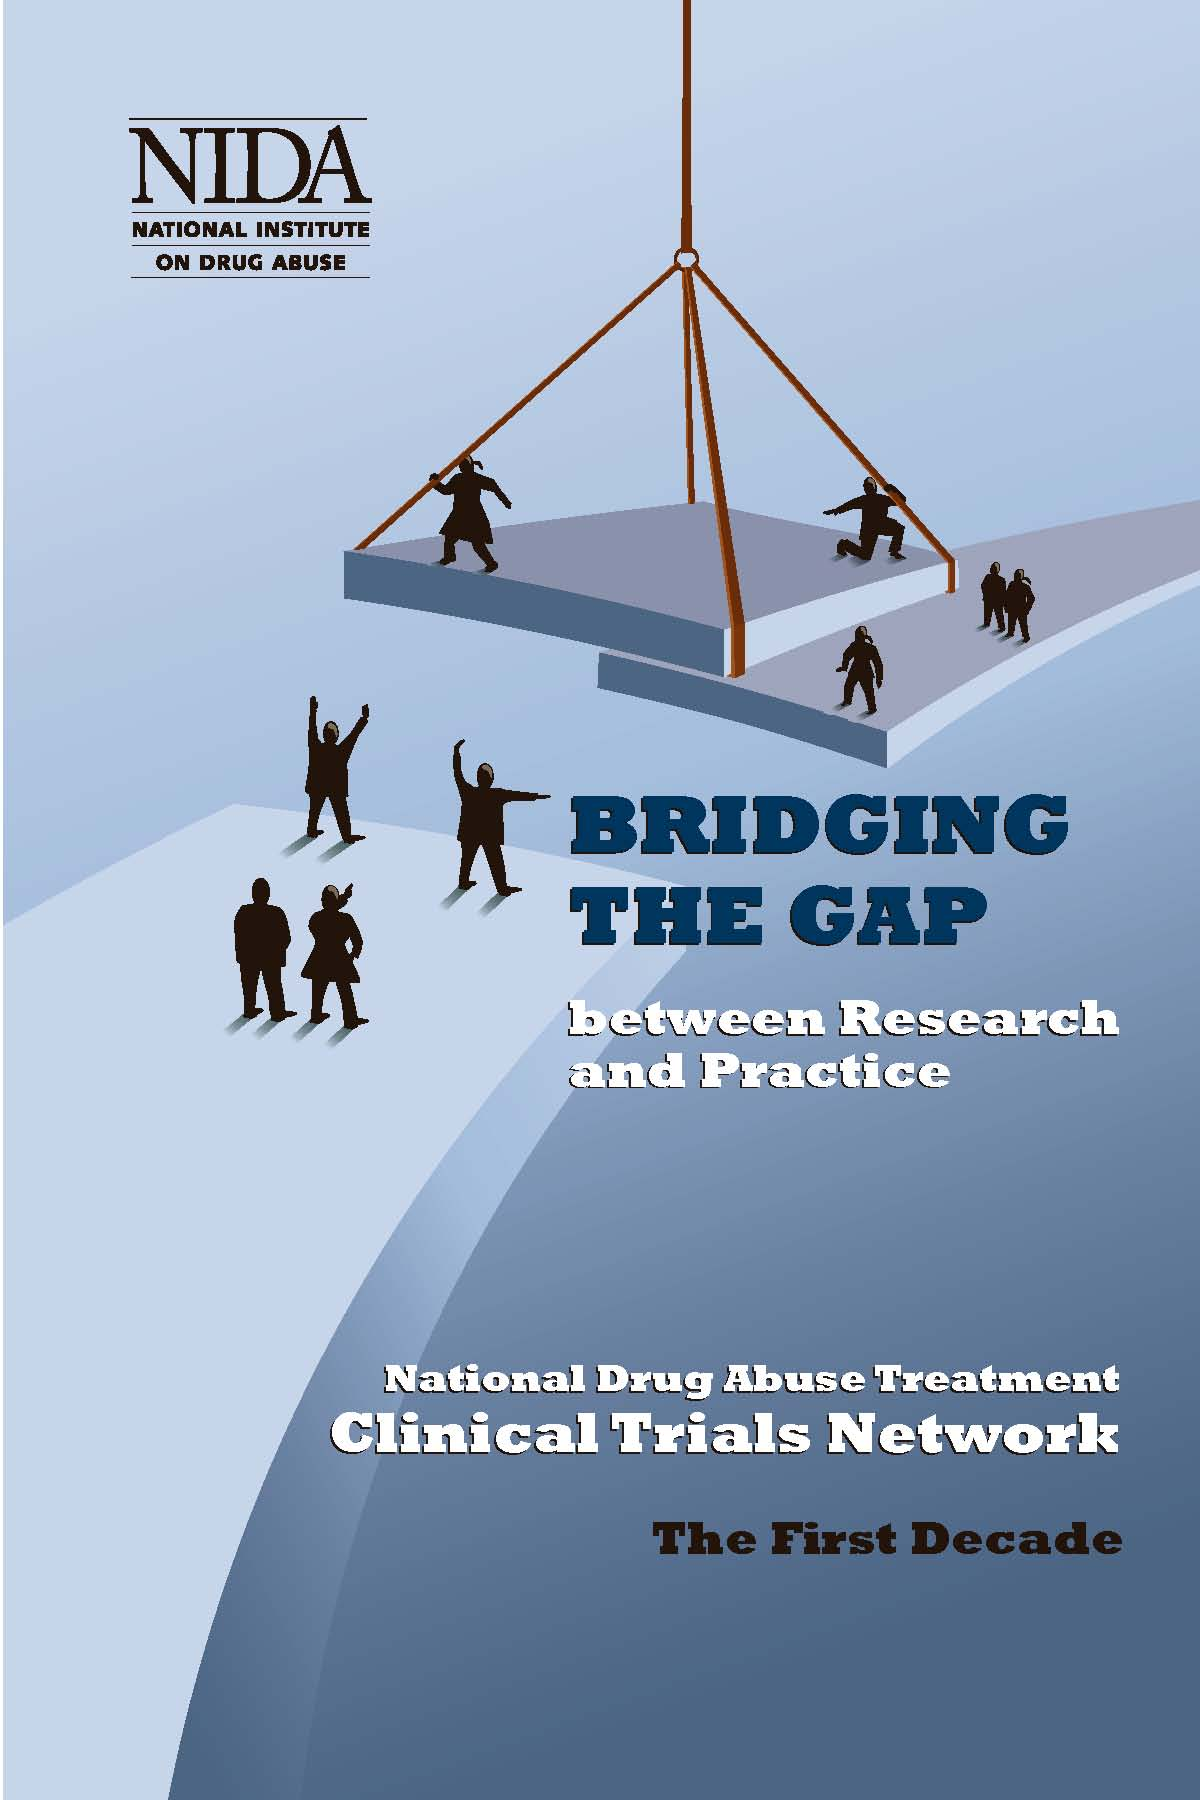 NIDA
NATIONAL INSTITUTE
ON DRUG ABUSE
BRIDGING
THE GAP
between Research
and Practice
National Drug Abuse Treatment
Clinical Trials Network
The First Decade